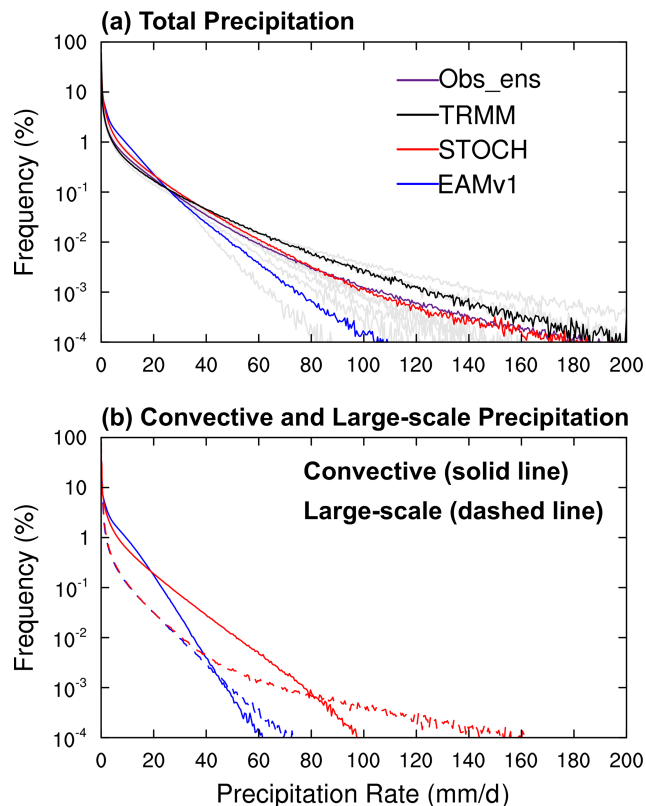 (a) Total Precipitation
Frequency (%)
100
10
1
10⁻¹
10⁻²
10⁻³
10⁻⁴
Obs_ens
TRMM
STOCH
EAMv1
0 20 40 60 80 100 120 140 160 180 200
(b) Convective and Large-scale Precipitation
Frequency (%)
100
10
1
10⁻¹
10⁻²
10⁻³
10⁻⁴
Convective (solid line)
Large-scale (dashed line)
0 20 40 60 80 100 120 140 160 180 200
Precipitation Rate (mm/d)